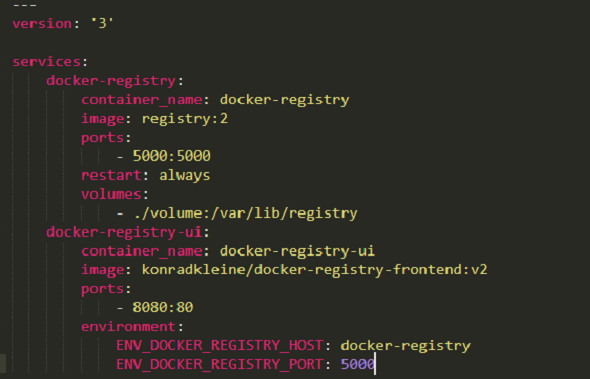 ---
version: '3'
services:
docker-registry:
container_name: docker-registry
image: registry:2
ports:
- 5000:5000
restart: always
volumes:
- ./volume:/var/lib/registry
docker-registry-ui:
container_name: docker-registry-ui
image: konradkleine/docker-registry-frontend:v2
ports:
- 8080:80
environment:
ENV_DOCKER_REGISTRY_HOST: docker-registry
ENV_DOCKER_REGISTRY_PORT: 5000